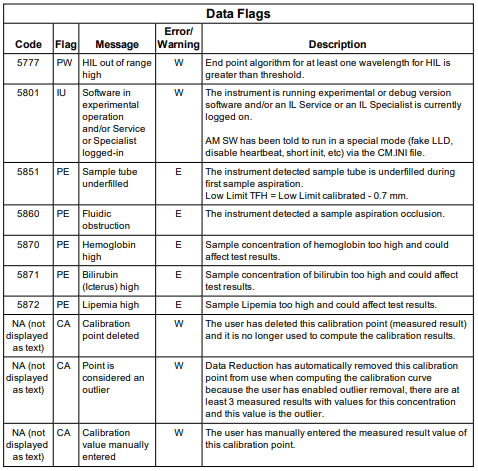 Data Flags
Code Flag Message Error/ Warning Description
5777 PW HIL out of range W End point algorithm for at least one wavelength for HIL is
high greater than threshold.
5801 IU Software in W The instrument is running experimental or debug version
experimental software and/or an IL Service or an IL Specialist is currently
operation logged on.
and/or Service
or Specialist AM SW has been told to run in a special mode (fake LLD,
logged-in disable heartbeat, short init, etc) via the CM.INI file.
5851 PE Sample tube E The instrument detected sample tube is underfilled during
underfilled first sample aspiration.
Low Limit TFH = Low Limit calibrated - 0.7 mm.
5860 PE Fluidic E The instrument detected a sample aspiration occlusion.
obstruction
5870 PE Hemoglobin E Sample concentration of hemoglobin too high and could
high affect test results.
5871 PE Bilirubin E Sample concentration of bilirubin too high and could affect
(Icterus) high test results.
5872 PE Lipemia high E Sample Lipemia too high and could affect test results.
NA (not CA Calibration W The user has deleted this calibration point (measured result)
displayed point deleted and it is no longer used to compute the calibration results.
as text)
NA (not CA Point is W Data Reduction has automatically removed this calibration
displayed considered an point from use when computing the calibration curve
as text) outlier because the user has enabled outlier removal, there are at
least 3 measured results with values for this concentration
and this value is the outlier.
NA (not CA Calibration W The user has manually entered the measured result value of
displayed value manually this calibration point.
as text) entered